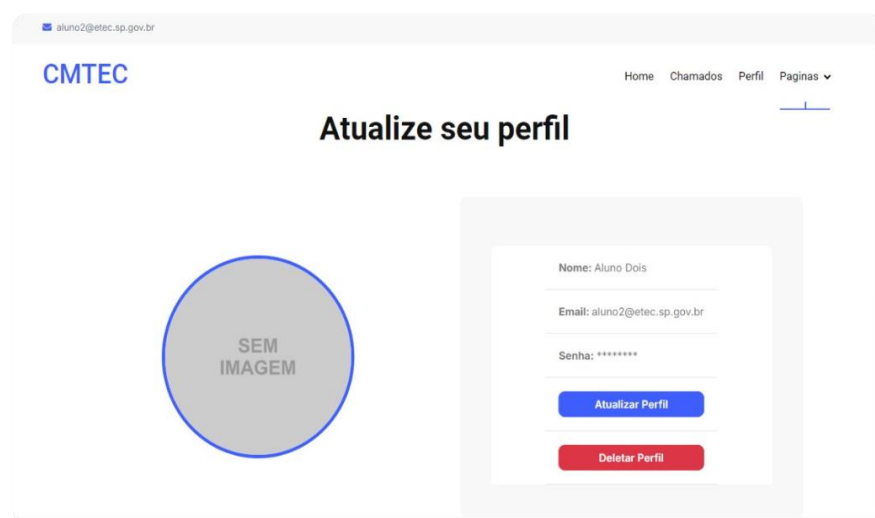 aluno2@etec.sp.gov.br
CMTEC
Home Chamados Perfil Paginas
Atualize seu perfil
SEM
IMAGEM
Nome: Aluno Dois
Email: aluno2@etec.sp.gov.br
Senha: ********
Atualizar Perfil
Deletar Perfil